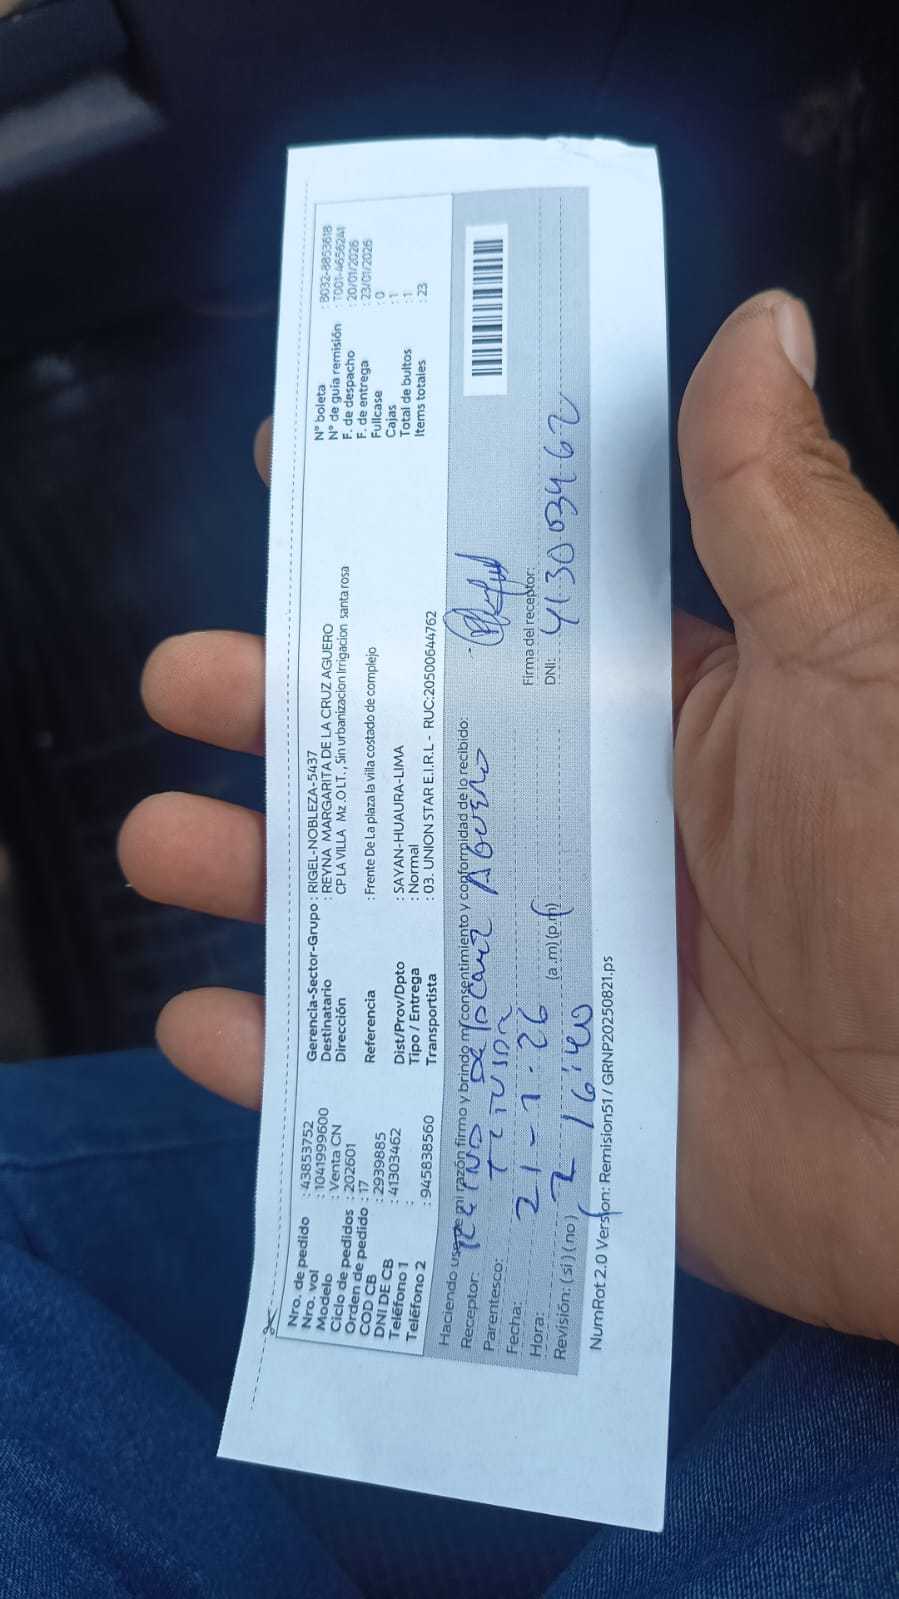 Nro. de pedido : 43853752
Nro. vol : 1041999600
Modelo : Venta CN
Ciclo de pedidos : 202601
Orden de pedido : 17
COD CB : 2939885
DNI DE CB : 41303462
Teléfono 1 :
Teléfono 2 : 945838560
Gerencia-Sector-Grupo : RIGEL-NOBLEZA-5437
Destinatario : REYNA MARGARITA DE LA CRUZ AGUERO
Dirección CP LA VILLA Mz. O LT. , Sin urbanizacion Irrigacion santa rosa
Referencia : Frente De La plaza la villa costado de complejo
Dist/Prov/Dpto : SAYAN-HUAURA-LIMA
Tipo / Entrega : Normal
Transportista : 03. UNION STAR E.I.R.L - RUC:20500644762
N° boleta : B032-8853618
N° de guía remisión : T001-4656241
F. de despacho : 20/01/2026
F. de entrega : 23/01/2026
Fullcase : 0
Cajas : 1
Total de bultos : 1
Items totales : 23
Haciendo uso de mi razón firmo y brindo mi consentimiento y conformidad de lo recibido:
Receptor: De la Cruz Aguero
Parentesco: Titular
Fecha: 21-1-26
Hora: 16:40 (a.m) (p.m)
Revisión: (si) (no)
Firma del receptor:
DNI: 41303462
NumRot 2.0 Version: Remision51 / GRNP20250821.ps